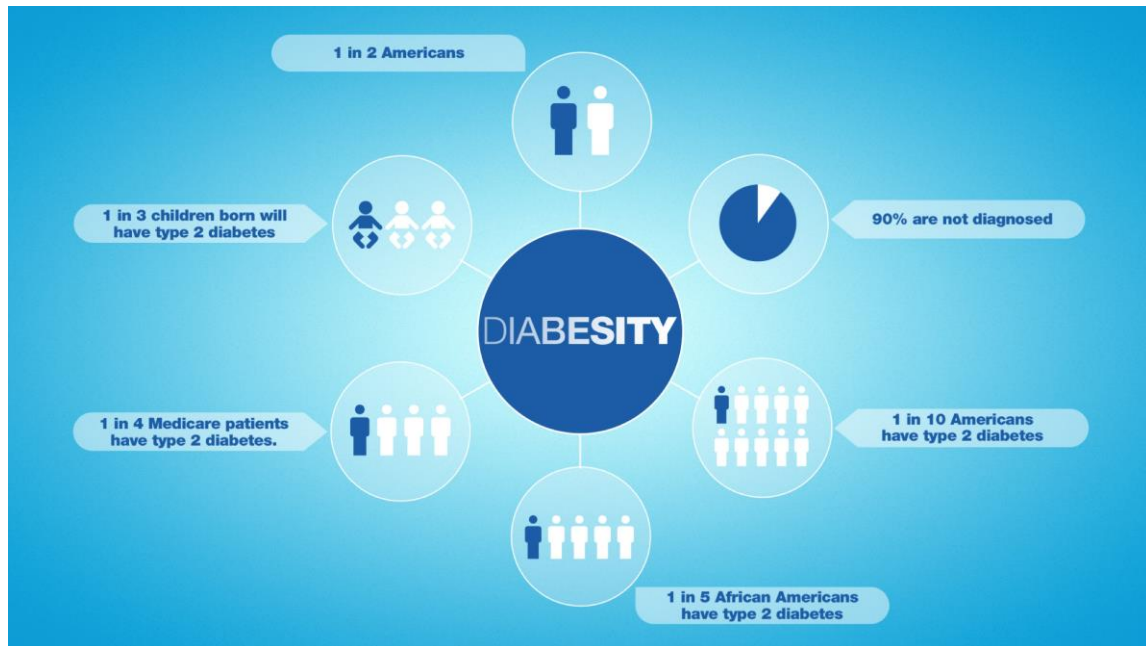 1 in 2 Americans
1 in 3 children born will
have type 2 diabetes
90% are not diagnosed
DIABESITY
1 in 4 Medicare patients
have type 2 diabetes.
1 in 10 Americans
have type 2 diabetes
1 in 5 African Americans
have type 2 diabetes